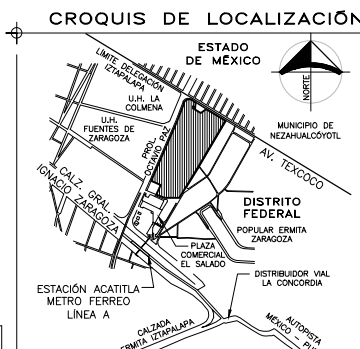 CROQUIS DE LOCALIZACIÓN
ESTADO
DE MÉXICO
LIMITE DELEGACIÓN
IZTAPALAPA
U.H. LA
COLMENA
U.H.
FUENTES DE
ZARAGOZA
NORTE
MUNICIPIO DE
NEZAHUALCÓYOTL
PROL.
OCTAVIO PAZ
AV. TEXCOCO
CALZ. GRAL.
IGNACIO ZARAGOZA
DISTRITO
FEDERAL
POPULAR ERMITA
ZARAGOZA
PLAZA
COMERCIAL
EL SALADO
DISTRIBUIDOR VIAL
LA CONCORDIA
ESTACIÓN ACATITLA
METRO FERREO
LÍNEA A
CALZADA
ERMITA IZTAPALAPA
AUTOPISTA
MÉXICO - PU